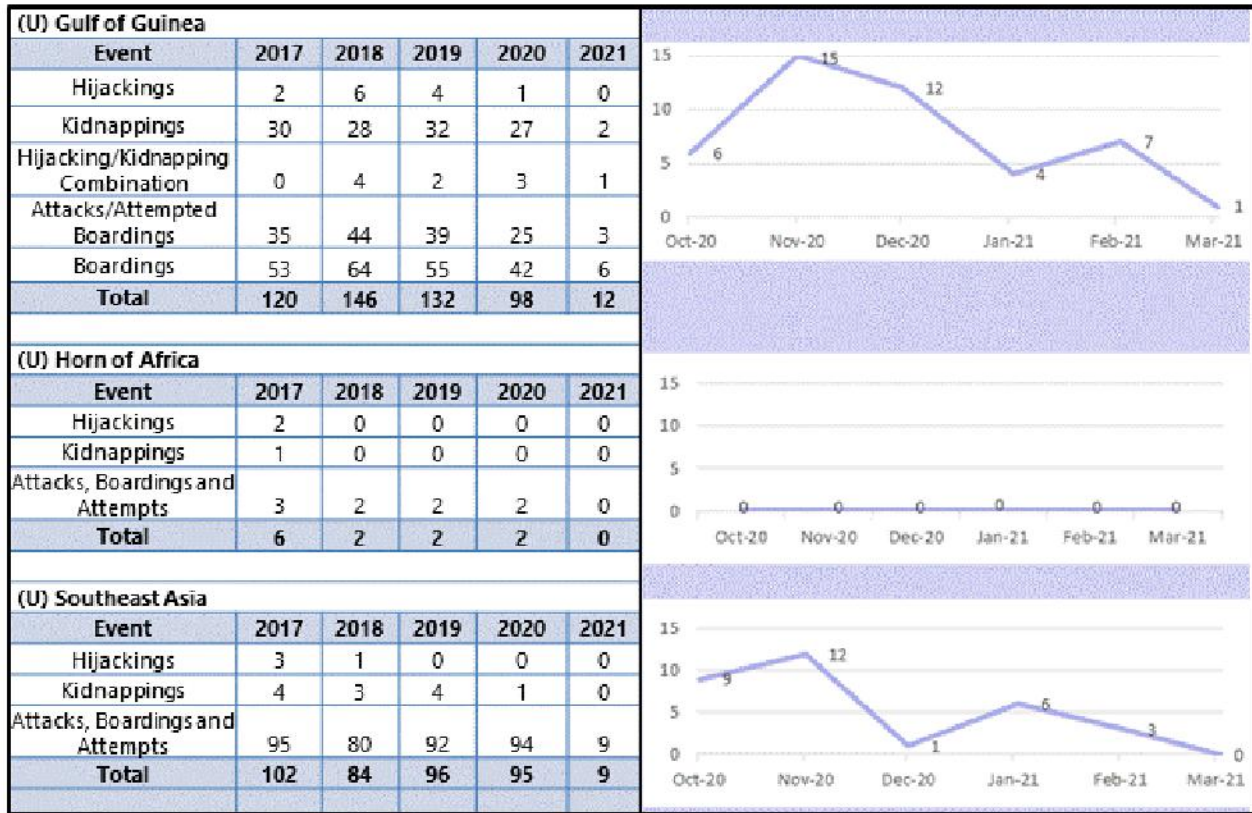 (U) Gulf of Guinea
Event 2017 2018 2019 2020 2021
Hijackings 2 6 4 1 0
Kidnappings 30 28 32 27 2
Hijacking/Kidnapping
Combination 0 4 2 3 1
Attacks/Attempted
Boardings 35 44 39 25 3
Boardings 53 64 55 42 6
Total 120 146 132 98 12
15
10
5
0
6 15 12 4 7 1
Oct-20 Nov-20 Dec-20 Jan-21 Feb-21 Mar-21
(U) Horn of Africa
Event 2017 2018 2019 2020 2021
Hijackings 2 0 0 0 0
Kidnappings 1 0 0 0 0
Attacks, Boardings and
Attempts 3 2 2 2 0
Total 6 2 2 2 0
15
10
5
0
0 0 0 0 0 0
Oct-20 Nov-20 Dec-20 Jan-21 Feb-21 Mar-21
(U) Southeast Asia
Event 2017 2018 2019 2020 2021
Hijackings 3 1 0 0 0
Kidnappings 4 3 4 1 0
Attacks, Boardings and
Attempts 95 80 92 94 9
Total 102 84 96 95 9
15
10
5
0
9 12 1 6 3 0
Oct-20 Nov-20 Dec-20 Jan-21 Feb-21 Mar-21